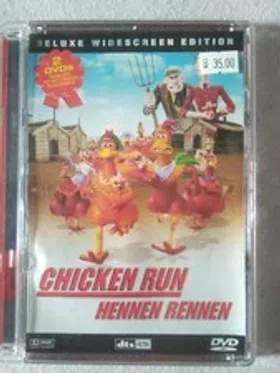 DELUXE WIDESCREEN EDITION
35.00
2
DVDs
CHICKEN RUN
HENNEN RENNEN
dts
DVD